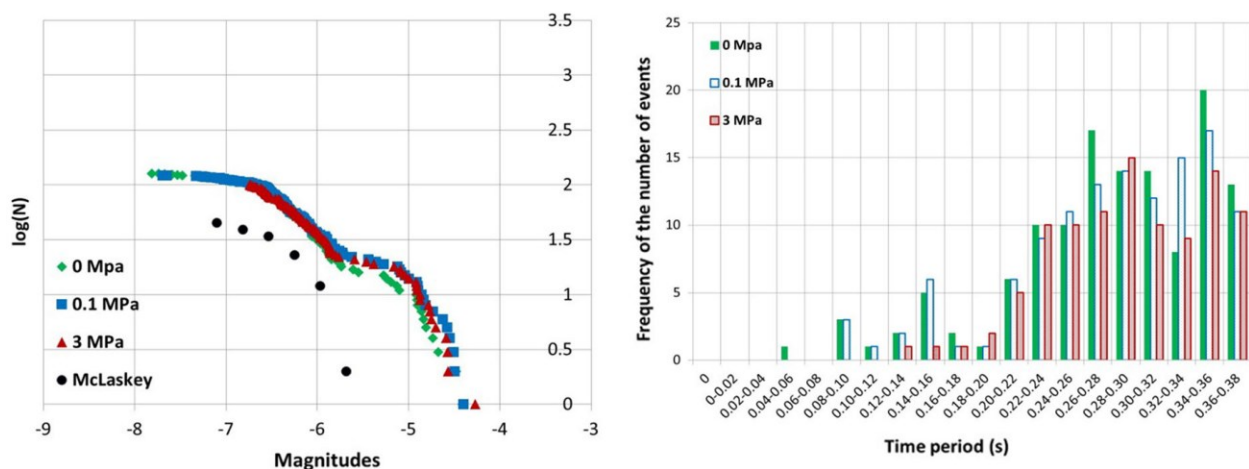 3.5
3
2.5
2
1.5
1
0.5
0
log(N)
0 Mpa
0.1 MPa
3 MPa
McLaskey
-9 -8 -7 -6 -5 -4 -3
Magnitudes
25
20
15
10
5
0
Frequency of the number of events
0 Mpa
0.1 MPa
3 MPa
0 0-0.02 0.02-0.04 0.04-0.06 0.06-0.08 0.08-0.10 0.10-0.12 0.12-0.14 0.14-0.16 0.16-0.18 0.18-0.20 0.20-0.22 0.22-0.24 0.24-0.26 0.26-0.28 0.28-0.30 0.30-0.32 0.32-0.34 0.34-0.36 0.36-0.38
Time period (s)